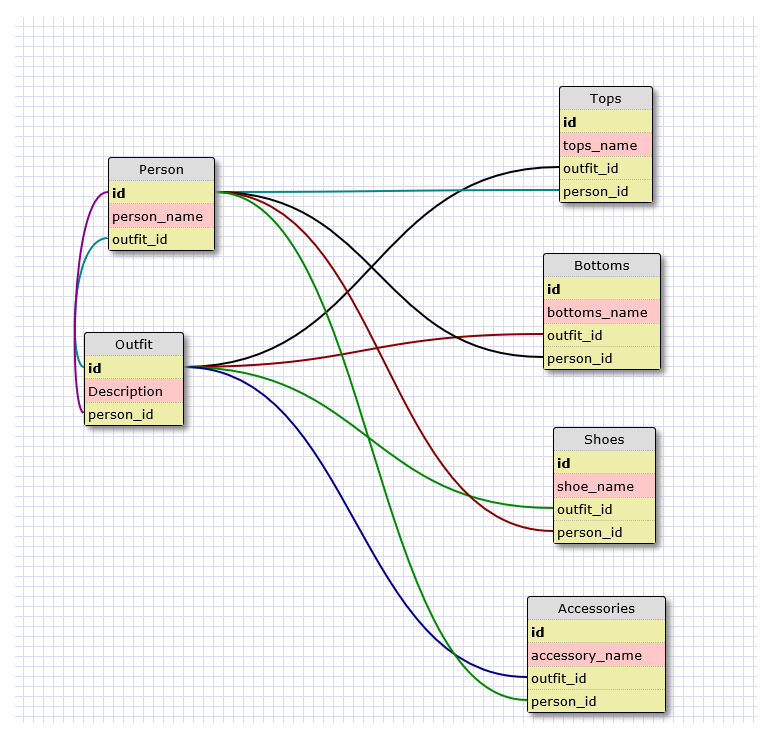 Person
id
person_name
outfit_id
Outfit
id
Description
person_id
Tops
id
tops_name
outfit_id
person_id
Bottoms
id
bottoms_name
outfit_id
person_id
Shoes
id
shoe_name
outfit_id
person_id
Accessories
id
accessory_name
outfit_id
person_id